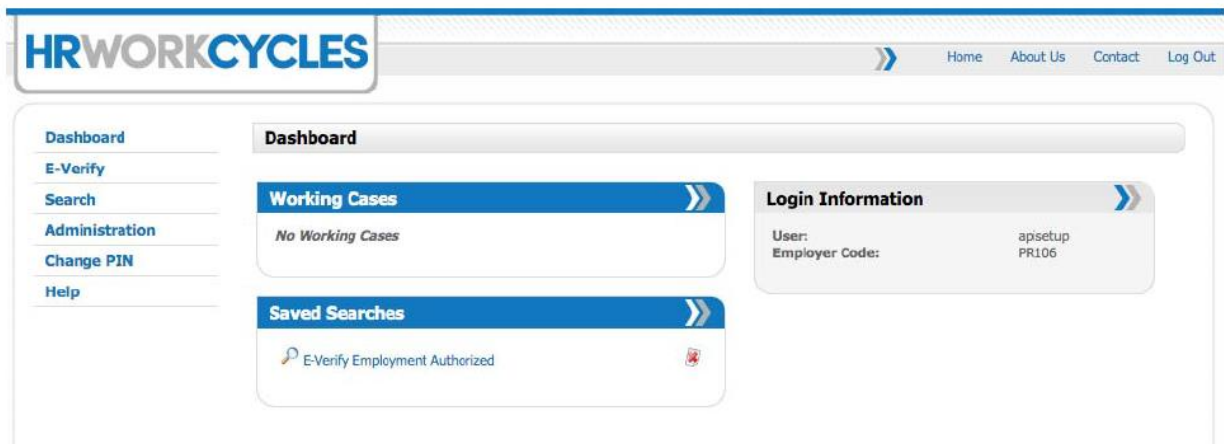 HRWORKCYCLES
Home About Us Contact Log Out
Dashboard
E-Verify
Search
Administration
Change PIN
Help
Dashboard
Working Cases
No Working Cases
Saved Searches
E-Verify Employment Authorized
Login Information
User: apisetup
Employer Code: PR106